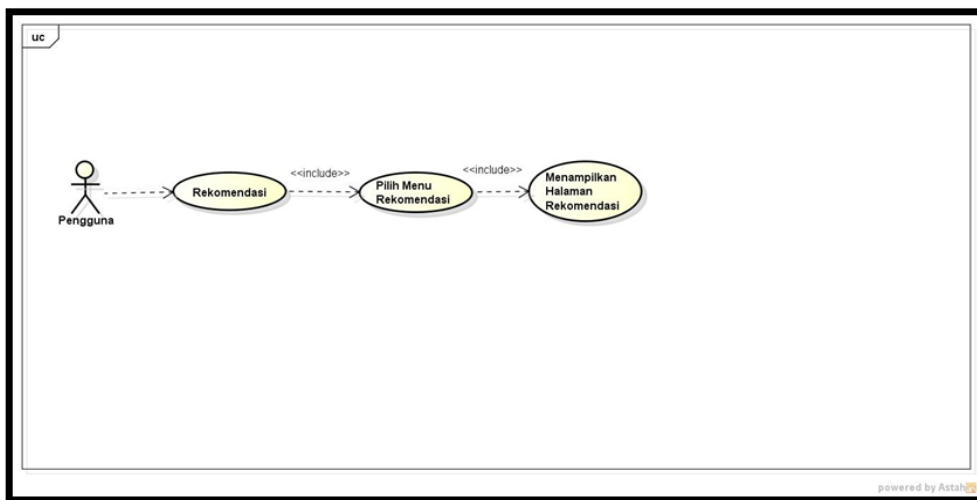 uc
<<include>>
<<include>>
Rekomendasi
Pilih Menu
Rekomendasi
Menampilkan
Halaman
Rekomendasi
Pengguna
powered by Astah